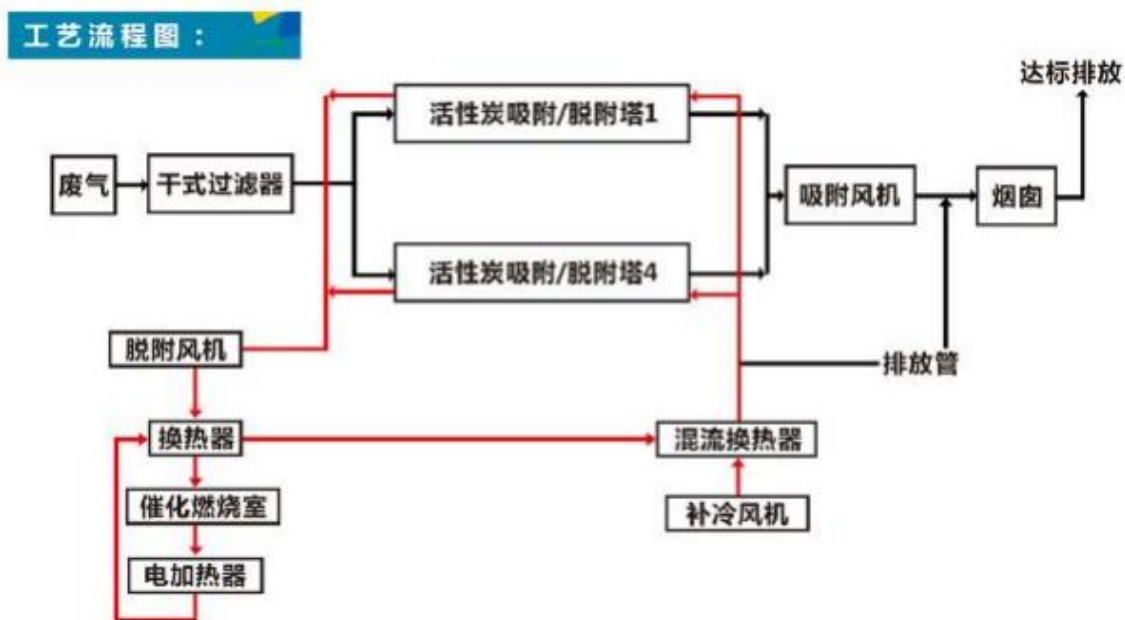 工艺流程图：
达标排放
活性炭吸附/脱附塔1
废气
干式过滤器
吸附风机
烟囱
活性炭吸附/脱附塔4
脱附风机
排放管
换热器
混流换热器
催化燃烧室
补冷风机
电加热器